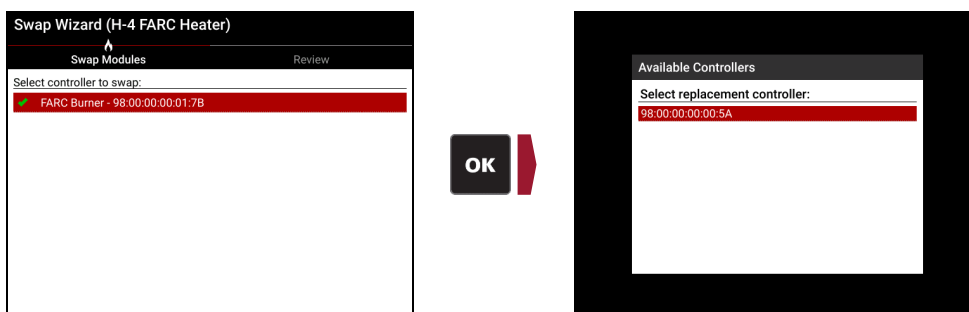 Swap Wizard (H-4 FARC Heater)
Swap Modules
Review
Select controller to swap:
FARC Burner - 98:00:00:00:01:7B
OK
Available Controllers
Select replacement controller:
98:00:00:00:00:5A